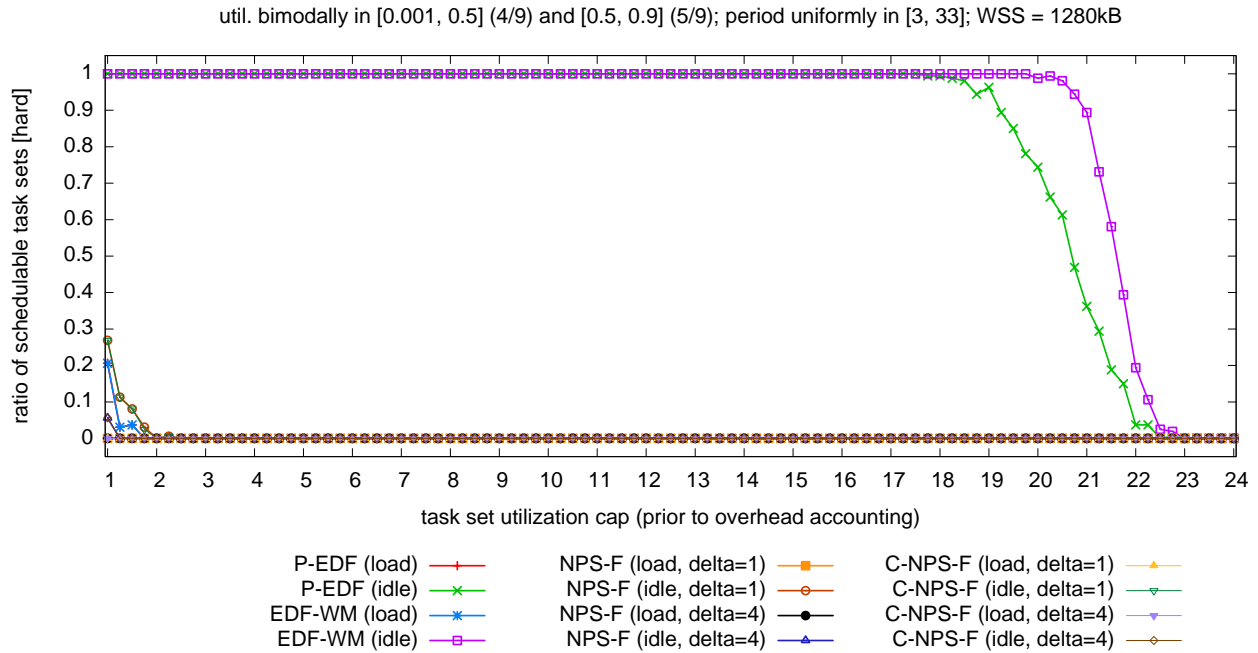 util. bimodally in [0.001, 0.5] (4/9) and [0.5, 0.9] (5/9); period uniformly in [3, 33]; WSS = 1280kB
ratio of schedulable task sets [hard]
1
0.9
0.8
0.7
0.6
0.5
0.4
0.3
0.2
0.1
0
1 2 3 4 5 6 7 8 9 10 11 12 13 14 15 16 17 18 19 20 21 22 23 24
task set utilization cap (prior to overhead accounting)
P-EDF (load) NPS-F (load, delta=1) C-NPS-F (load, delta=1)
P-EDF (idle) NPS-F (idle, delta=1) C-NPS-F (idle, delta=1)
EDF-WM (load) NPS-F (load, delta=4) C-NPS-F (load, delta=4)
EDF-WM (idle) NPS-F (idle, delta=4) C-NPS-F (idle, delta=4)